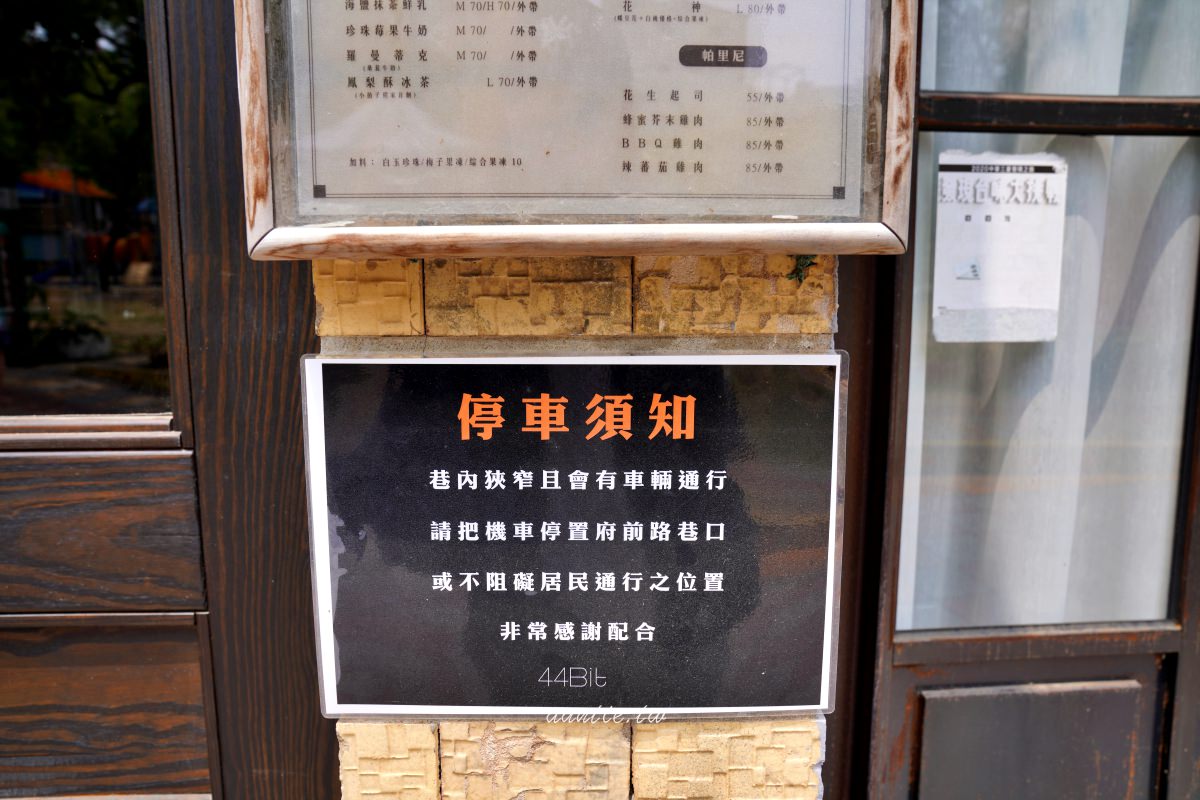 海鹽抹茶鮮乳 M 70/H 70/外帶
珍珠莓果牛奶 M 70/ /外帶
羅曼蒂克 M 70/ /外帶
鳳梨酥冰茶 L 70/外帶
加料：白玉珍珠/梅子果凍/綜合果凍 10
花神 L 80/外帶
帕里尼
花生起司 55/外帶
蜂蜜芥末雞肉 85/外帶
BBQ雞肉 85/外帶
辣蕃茄雞肉 85/外帶
停車須知
巷內狹窄且會有車輛通行
請把機車停置府前路巷口
或不阻礙居民通行之位置
非常感謝配合
44Bit